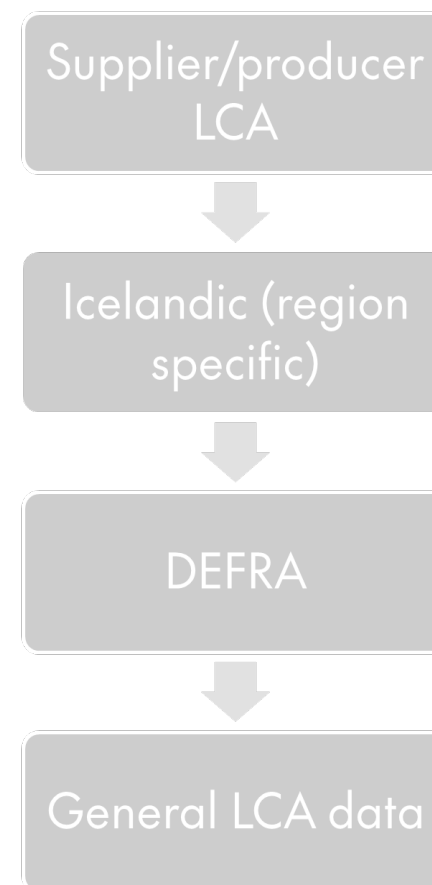 Supplier/producer
LCA
Icelandic (region
specific)
DEFRA
General LCA data